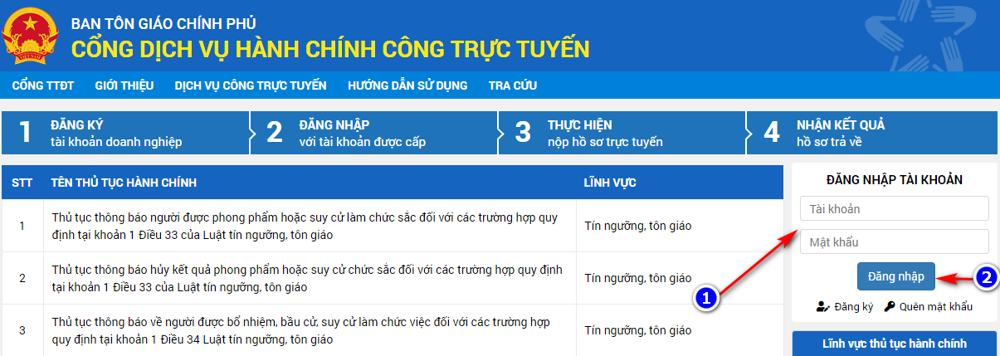 BAN TÔN GIÁO CHÍNH PHỦ
CỔNG DỊCH VỤ HÀNH CHÍNH CÔNG TRỰC TUYẾN
CỔNG TTĐT GIỚI THIỆU DỊCH VỤ CÔNG TRỰC TUYẾN HƯỚNG DẪN SỬ DỤNG TRA CỨU
1 ĐĂNG KÝ
tài khoản doanh nghiệp
2 ĐĂNG NHẬP
với tài khoản được cấp
3 THỰC HIỆN
nộp hồ sơ trực tuyến
4 NHẬN KẾT QUẢ
hồ sơ trả về
STT TÊN THỦ TỤC HÀNH CHÍNH LĨNH VỰC
1 Thủ tục thông báo người được phong phẩm hoặc suy cử làm chức sắc đối với các trường hợp quy
định tại khoản 1 Điều 33 của Luật tín ngưỡng, tôn giáo
Tín ngưỡng, tôn giáo
2 Thủ tục thông báo hủy kết quả phong phẩm hoặc suy cử chức sắc đối với các trường hợp quy định
tại khoản 1 Điều 33 của Luật tín ngưỡng, tôn giáo
Tín ngưỡng, tôn giáo
3 Thủ tục thông báo về người được bổ nhiệm, bầu cử, suy cử làm chức việc đối với các trường hợp
quy định tại khoản 1 Điều 34 Luật tín ngưỡng, tôn giáo
Tín ngưỡng, tôn giáo
ĐĂNG NHẬP TÀI KHOẢN
Tài khoản
Mật khẩu
1
Đăng nhập
2
Đăng ký Quên mật khẩu
Lĩnh vực thủ tục hành chính